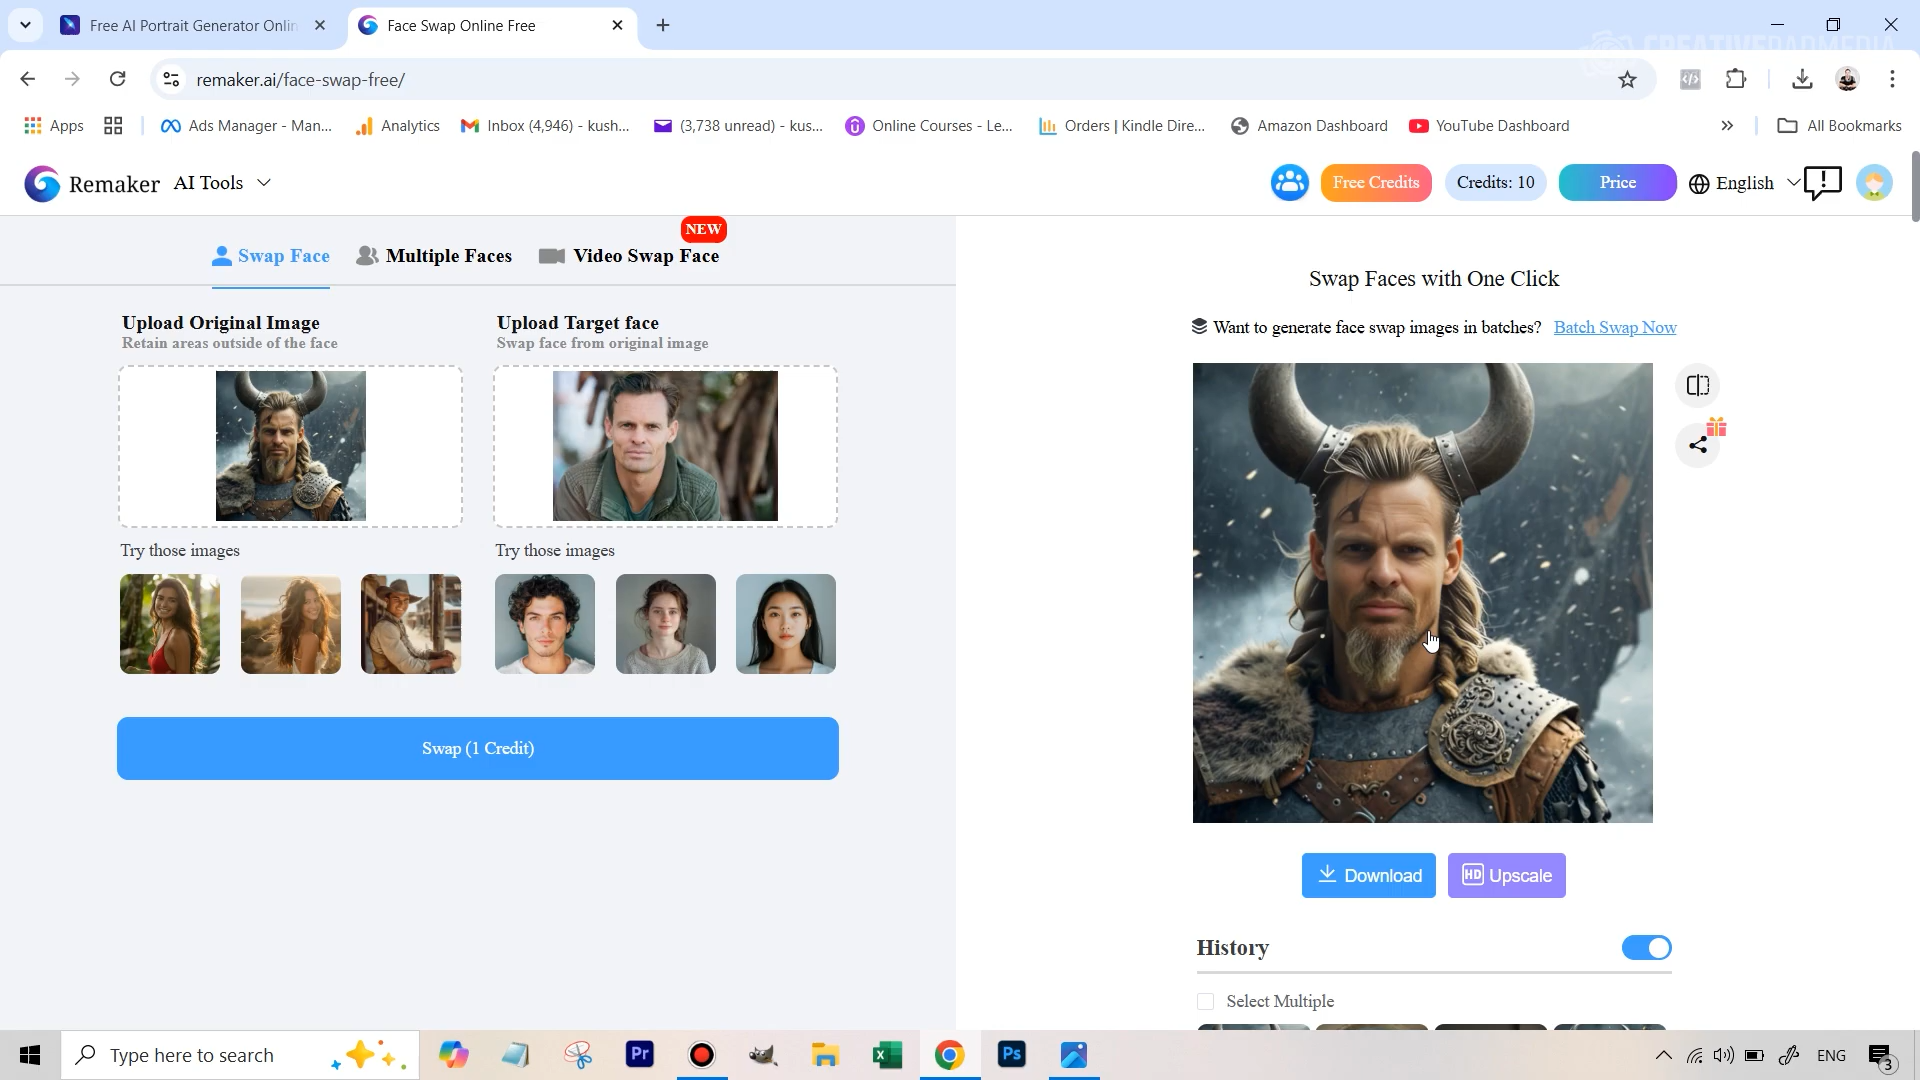 Free AI Portrait Generator Onlin
Face Swap Online Free
CREATIVEPADMEDIA
remaker.ai/face-swap-free/
Apps
Ads Manager - Man...
Analytics
Inbox (4,946) - kush...
(3,738 unread) - kus...
Online Courses - Le...
Orders | Kindle Dire...
Amazon Dashboard
YouTube Dashboard
All Bookmarks
Remaker
AI Tools
Free Credits
Credits: 10
Price
English
NEW
Swap Face
Multiple Faces
Video Swap Face
Upload Original Image
Retain areas outside of the face
Upload Target face
Swap face from original image
Try those images
Try those images
Swap (1 Credit)
Swap Faces with One Click
Want to generate face swap images in batches? Batch Swap Now
Download
HD Upscale
History
Select Multiple
Type here to search
Pr
Ps
ENG
3